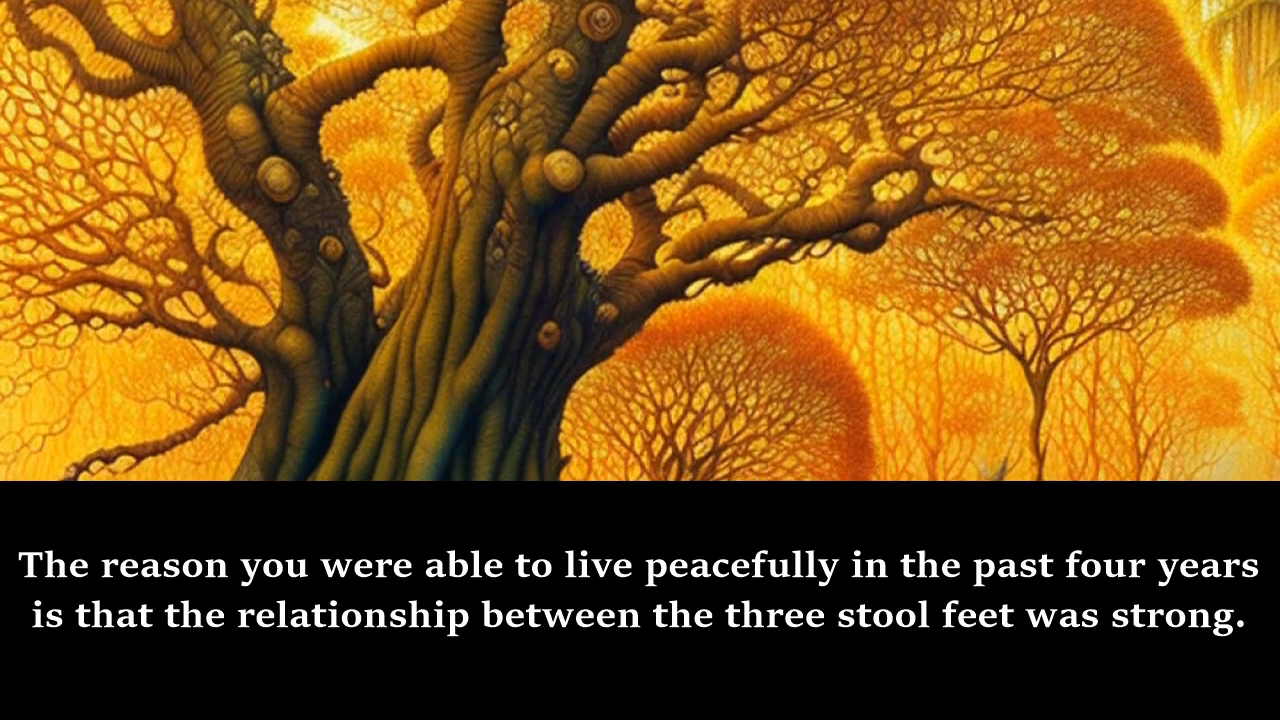 The reason you were able to live peacefully in the past four years
is that the relationship between the three stool feet was strong.